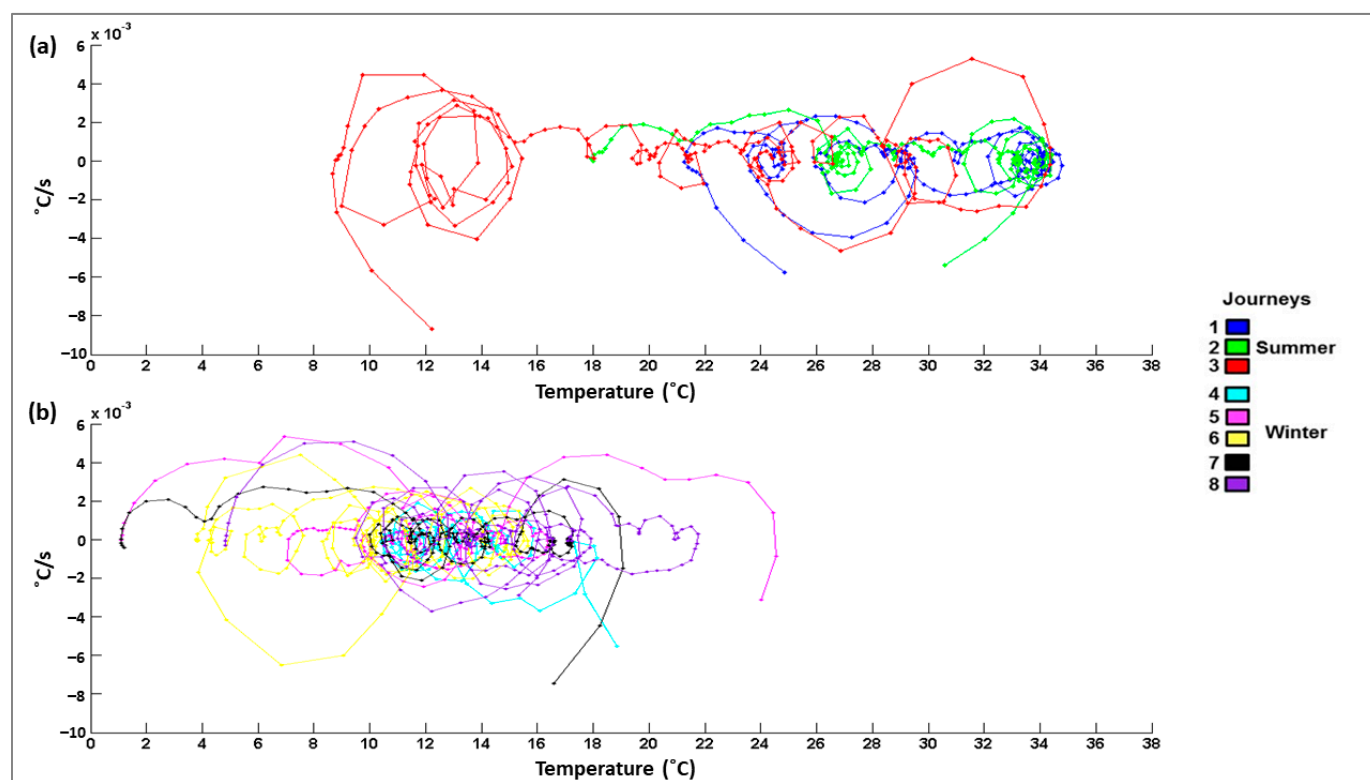 (a)
x 10⁻³
6
4
2
0
−2
−4
−6
−8
−10
˚C/s
0 2 4 6 8 10 12 14 16 18 20 22 24 26 28 30 32 34 36 38
Temperature (˚C)
(b)
x 10⁻³
6
4
2
0
−2
−4
−6
−8
−10
˚C/s
0 2 4 6 8 10 12 14 16 18 20 22 24 26 28 30 32 34 36 38
Temperature (˚C)
Journeys
1
2 Summer
3
4
5
6 Winter
7
8